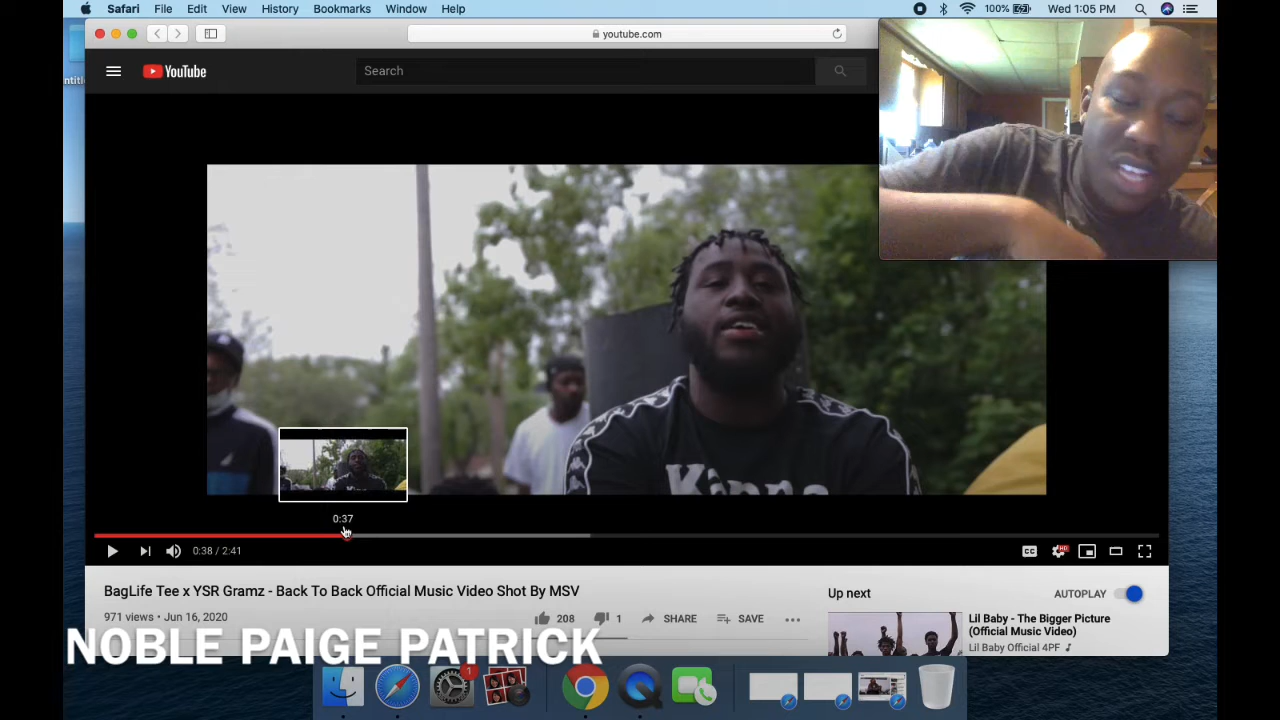 Safari File Edit View History Bookmarks Window Help 100% Wed 1:05 PM
youtube.com
YouTube Search
0:37
0:38 / 2:41
CC HD
BagLife Tee x YSR Gramz - Back To Back Official Music Video Shot By MSV
971 views • Jun 16, 2020
208 1 SHARE SAVE
Up next AUTOPLAY
Lil Baby - The Bigger Picture
(Official Music Video)
Lil Baby Official 4PF
NOBLE PAIGE PATRICK
1